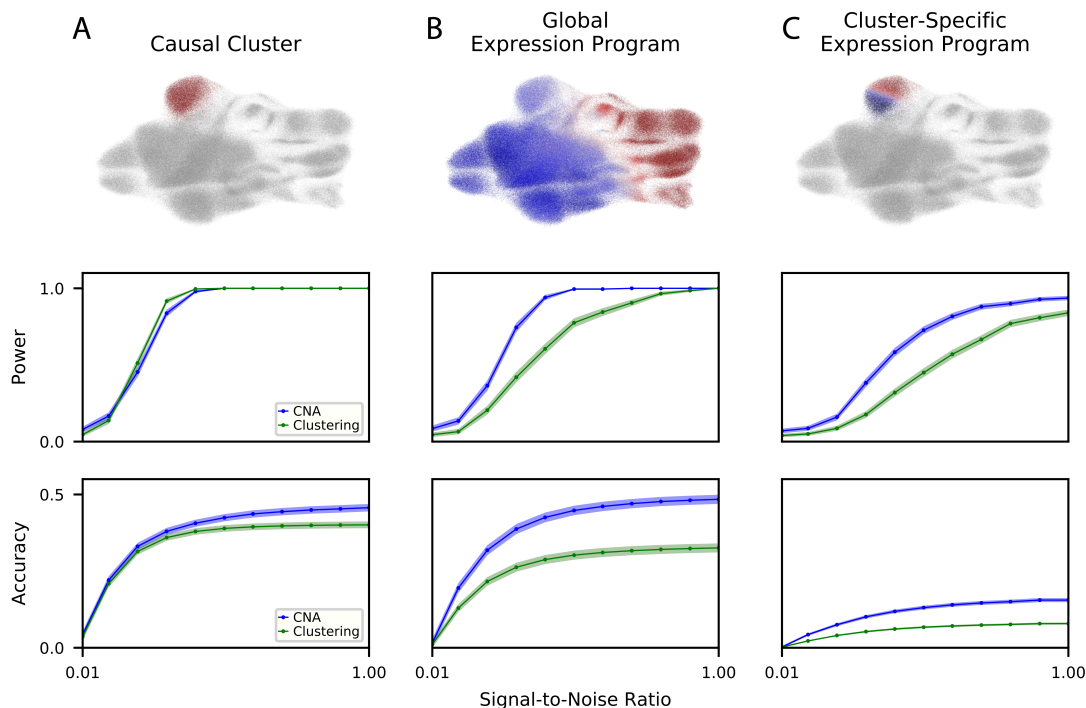 A
Causal Cluster
B
Global
Expression Program
C
Cluster-Specific
Expression Program
Power
1.0
0.0
CNA
Clustering
Accuracy
0.5
0.0
CNA
Clustering
0.01
1.00
0.01
1.00
0.01
1.00
Signal-to-Noise Ratio